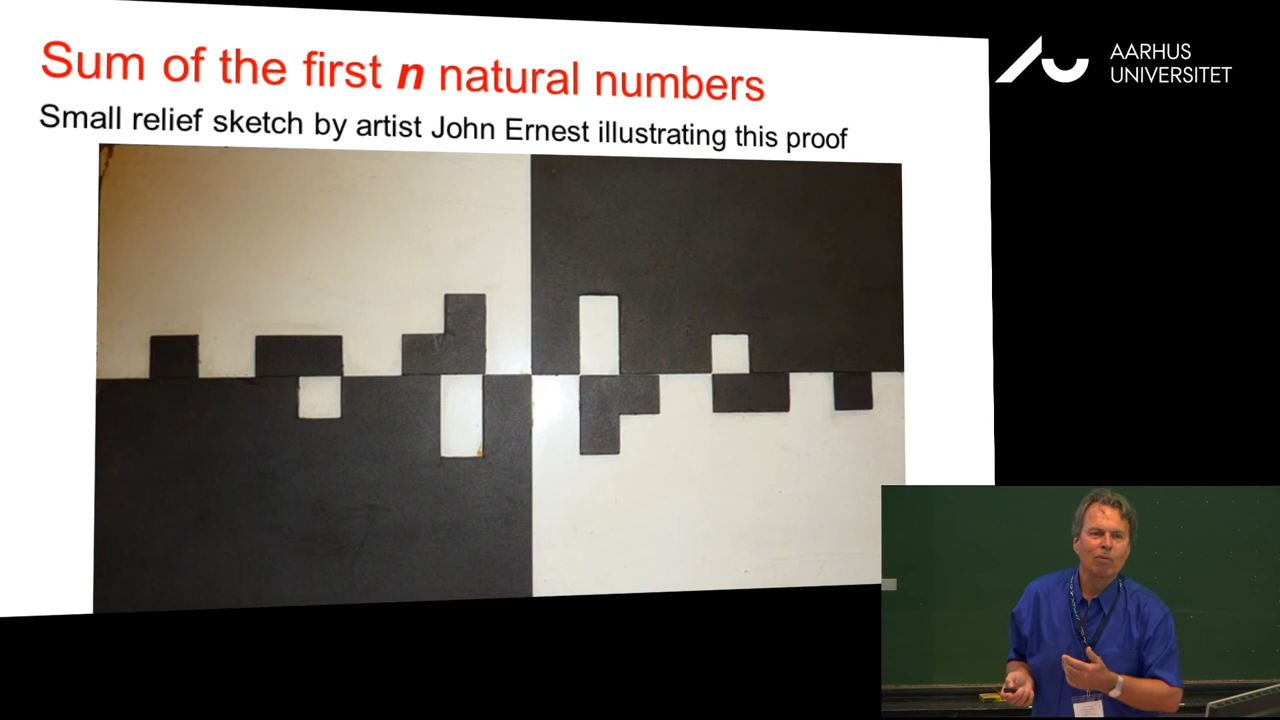 Sum of the first n natural numbers
Small relief sketch by artist John Ernest illustrating this proof
AARHUS
UNIVERSITET